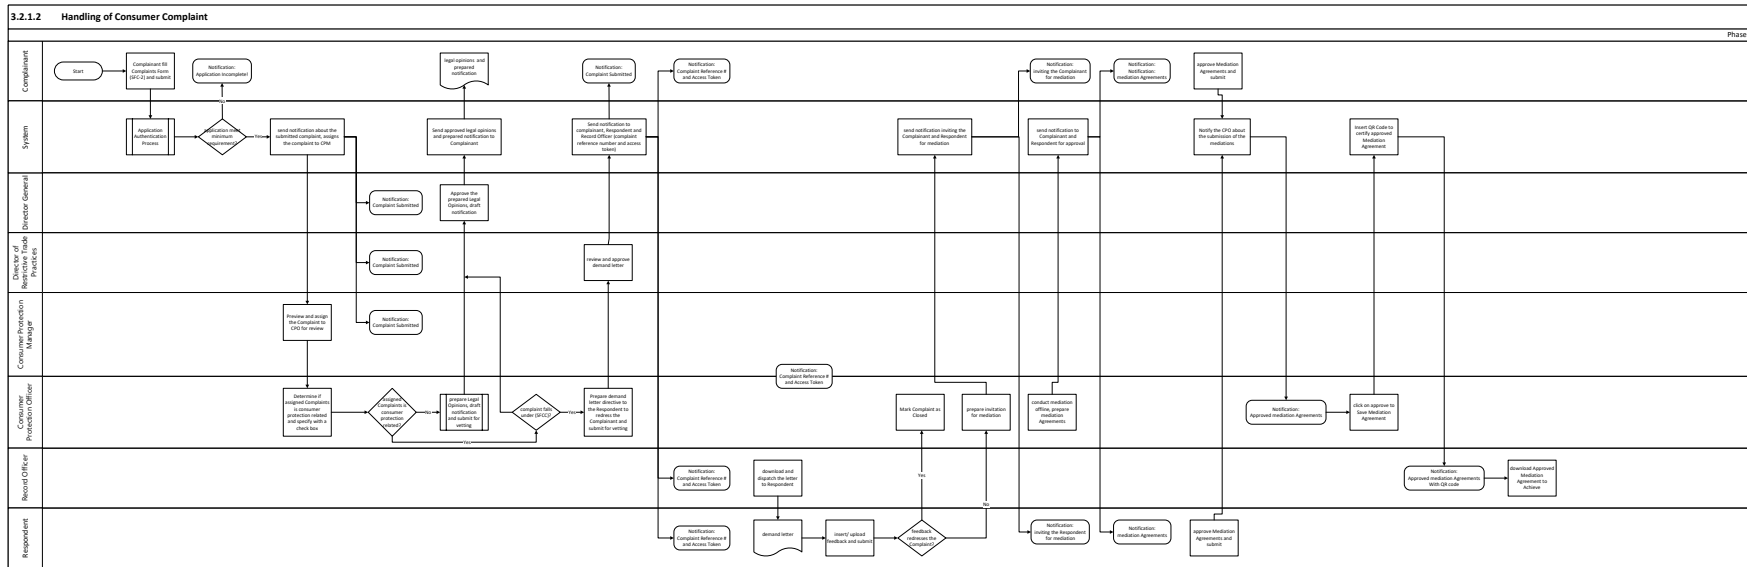 3.2.1.2 Handling of Consumer Complaint
Phase
Complainant
Start
Complainant fill
Complaints Form
(SFC-2) and submit
Notification:
Application Incomplete!
legal opinions and
prepared
notification
Notification:
Complaint Submitted
Notification:
Complaint Reference #
and Access Token
Notification:
inviting the Complainant
for mediation
Notification:
Notification:
mediation Agreements
approve Mediation
Agreements and
submit
System
Application
Authentication
Process
No
application meet
minimum
requirement?
Yes
send notification about the
submitted complaint, assigns
the complaint to CPM
Send approved legal opinions
and prepared notification to
Complainant
Send notification to
complainant, Respondent and
Record Officer (complaint
reference number and access
token)
send notification inviting the
Complainant and Respondent
for mediation
send notification to
Complainant and
Respondent for approval
Notify the CPO about
the submission of the
mediations
Insert QR Code to
certify approved
Mediation
Agreement
Director General
Notification:
Complaint Submitted
Approve the
prepared Legal
Opinions, draft
notification
Director of
Restrictive Trade
Practices
Notification:
Complaint Submitted
review and approve
demand letter
Consumer Protection
Manager
Preview and assign
the Complaint to
CPO for review
Notification:
Complaint Submitted
Notification:
Complaint Reference #
and Access Token
Consumer
Protection Officer
Determine if
assigned Complaints
is consumer
protection related
and specify with a
check box
assigned
Complaints is
consumer
protection
related?
No
Yes
prepare Legal
Opinions, draft
notification
and submit for
vetting
complaint falls
under (SFCC)?
Yes
Prepare demand
letter directive to
the Respondent to
redress the
Complainant and
submit for vetting
Mark Complaint as
Closed
prepare invitation
for mediation
conduct mediation
offline, prepare
mediation
Agreements
Notification:
Approved mediation Agreements
click on approve to
Save Mediation
Agreement
Record Officer
Notification:
Complaint Reference #
and Access Token
download and
dispatch the letter
to Respondent
Yes
No
Notification:
Approved mediation Agreements
With QR code
download Approved
Mediation
Agreement to
Achieve
Respondent
Notification:
Complaint Reference #
and Access Token
demand letter
insert/ upload
feedback and submit
feedback
redresses the
Complaint?
Notification:
inviting the Respondent
for mediation
Notification:
mediation Agreements
approve Mediation
Agreements and
submit